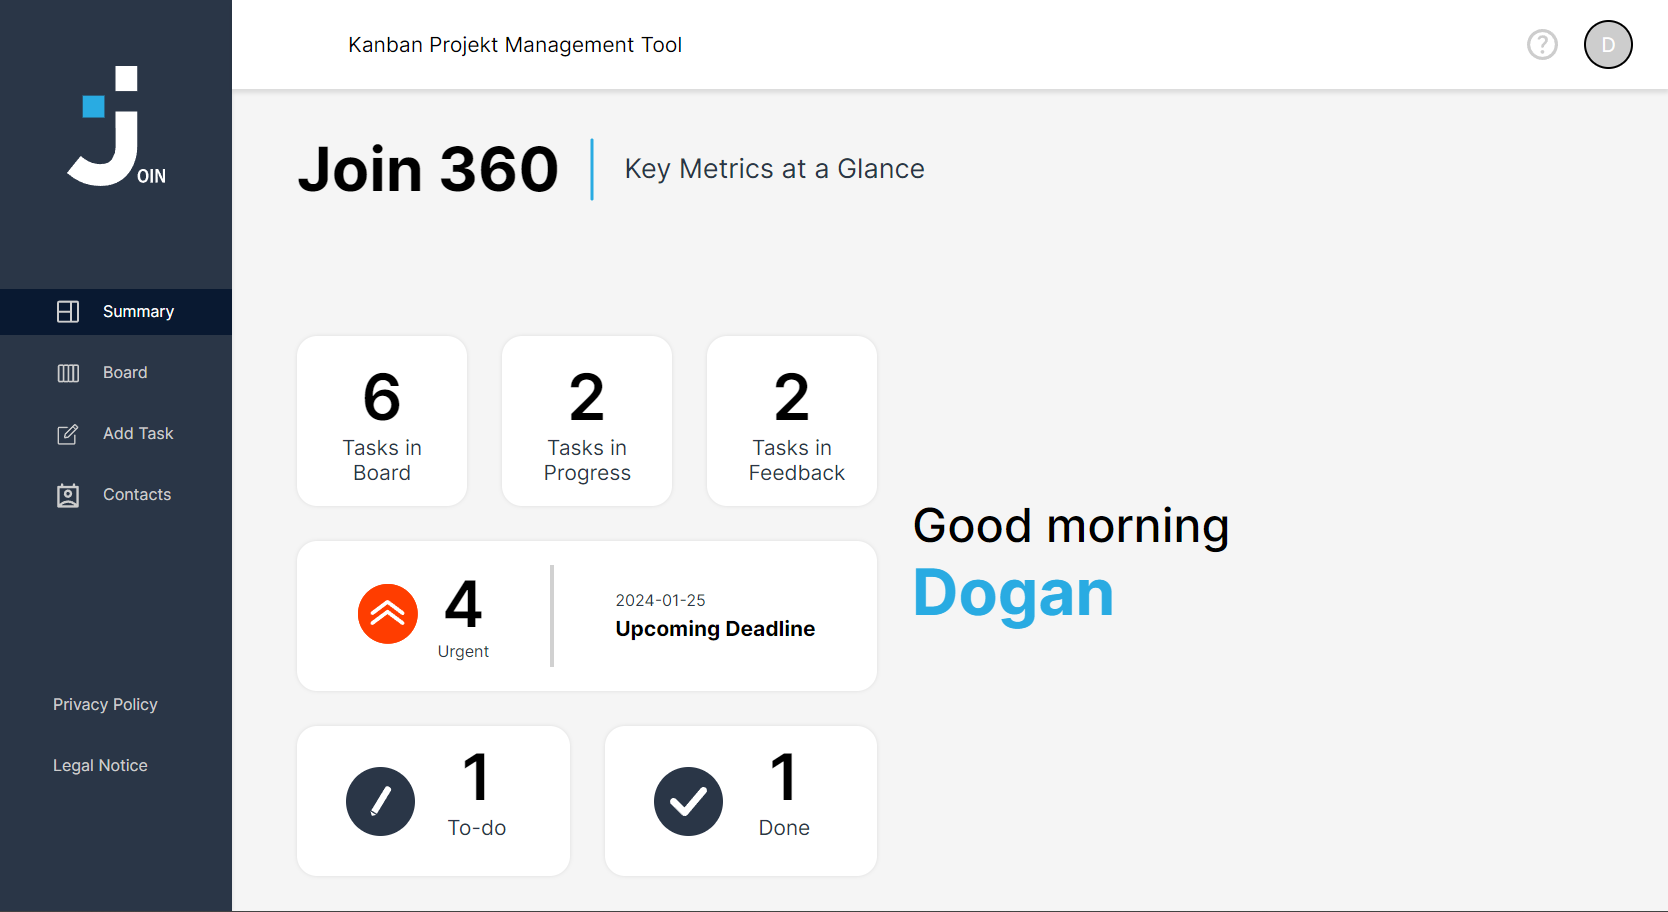 OIN
Summary
Board
Add Task
Contacts
Privacy Policy
Legal Notice
Kanban Projekt Management Tool
?
D
Join 360
Key Metrics at a Glance
6
Tasks in
Board
2
Tasks in
Progress
2
Tasks in
Feedback
4
Urgent
2024-01-25
Upcoming Deadline
1
To-do
1
Done
Good morning
Dogan